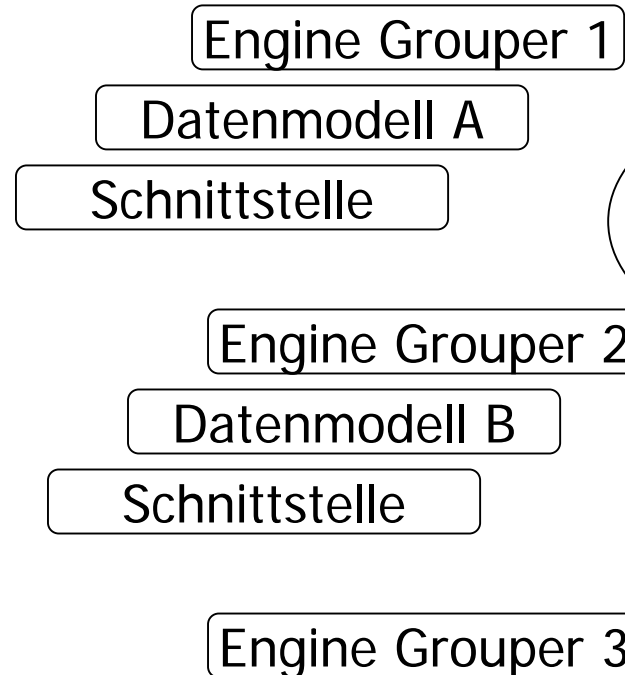 Engine Grouper 1
Datenmodell A
Schnittstelle
Engine Grouper 2
Datenmodell B
Schnittstelle
Engine Grouper 3